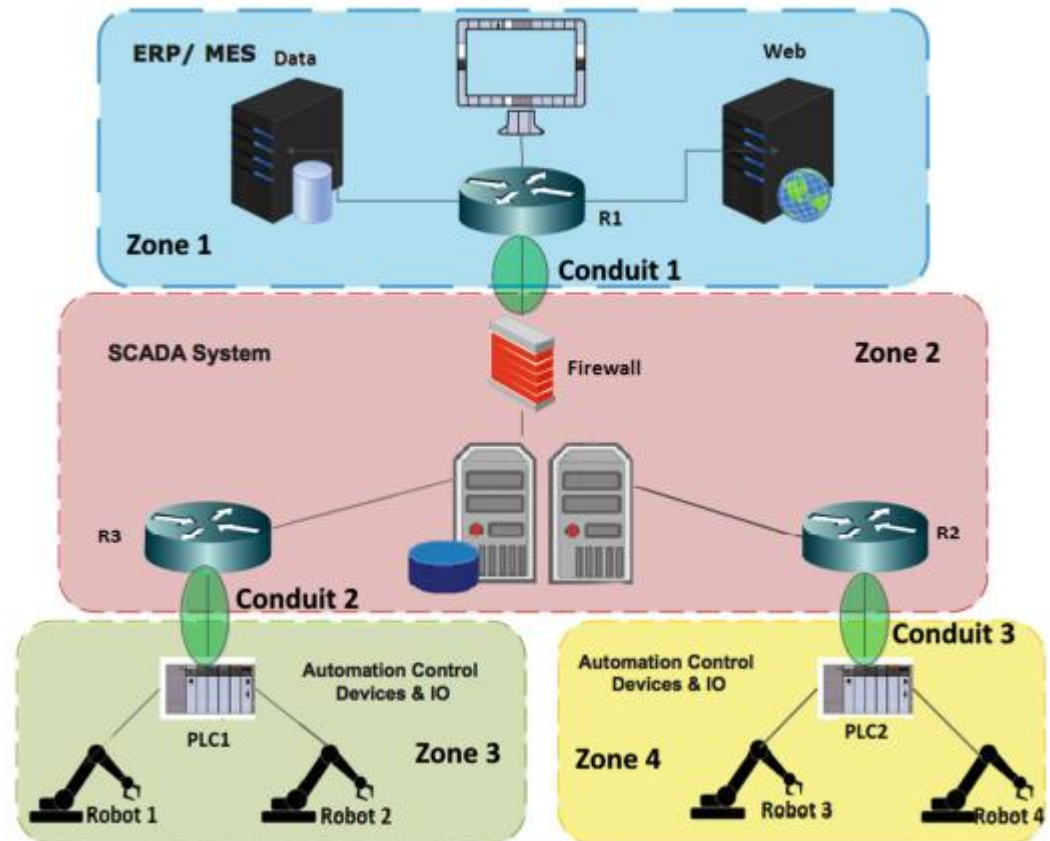 ERP/ MES
Data
Web
R1
Zone 1
Conduit 1
SCADA System
Zone 2
Firewall
R3
R2
Conduit 2
Conduit 3
Automation Control
Devices & IO
PLC1
Zone 3
Robot 1
Robot 2
Automation Control
Devices & IO
PLC2
Zone 4
Robot 3
Robot 4